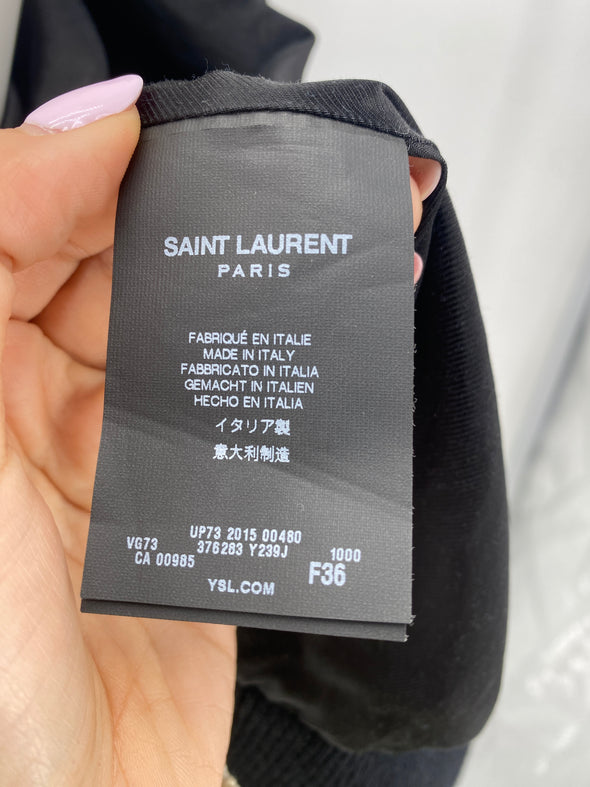 SAINT LAURENT
PARIS
FABRIQUÉ EN ITALIE
MADE IN ITALY
FABBRICATO IN ITALIA
GEMACHT IN ITALIEN
HECHO EN ITALIA
イタリア製
意大利制造
UP73 2015 00480
VG73 376283 Y239J 1000
CA 00985 F36
YSL.COM